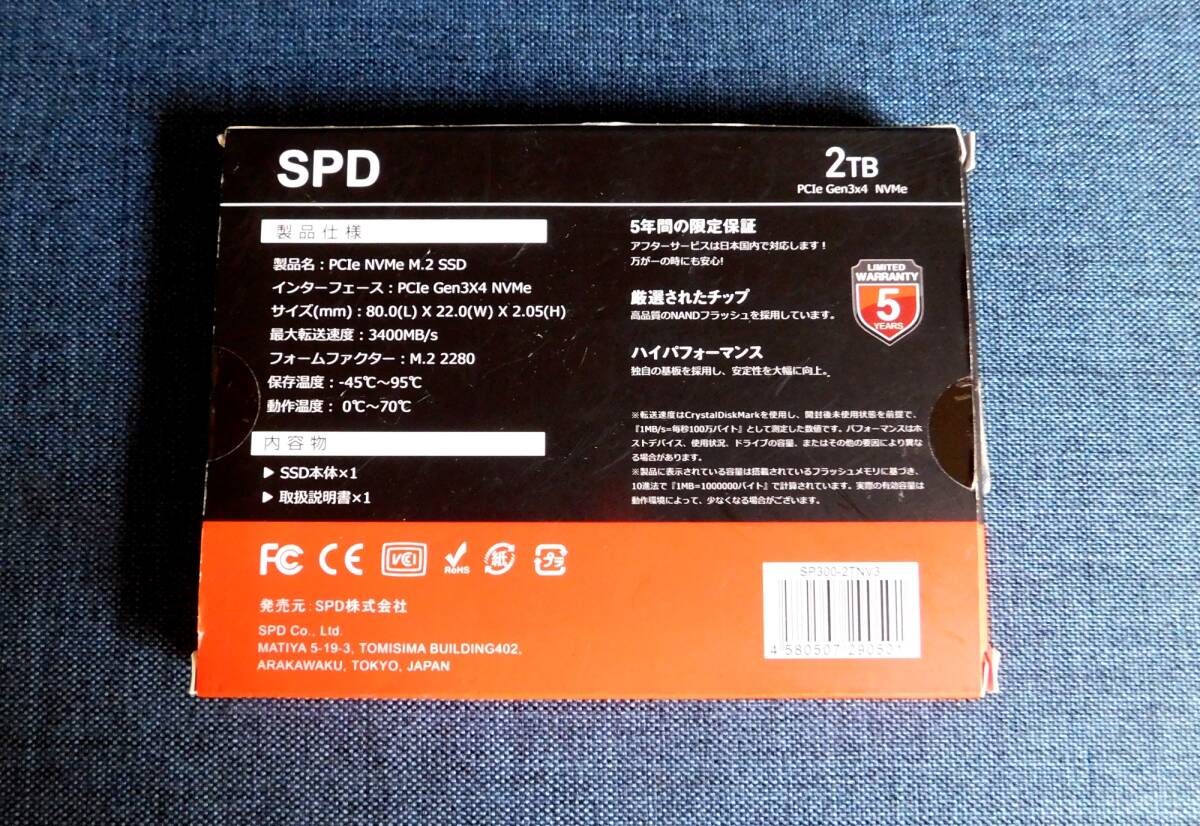 SPD
2TB
PCIe Gen3x4 NVMe
製品仕様
製品名：PCIe NVMe M.2 SSD
インターフェース：PCIe Gen3X4 NVMe
サイズ(mm)：80.0(L) X 22.0(W) X 2.05(H)
最大転送速度：3400MB/s
フォームファクター：M.2 2280
保存温度：-45℃～95℃
動作温度： 0℃～70℃
内容物
▶ SSD本体×1
▶ 取扱説明書×1
5年間の限定保証
アフターサービスは日本国内で対応します！
万が一の時にも安心!
厳選されたチップ
高品質のNANDフラッシュを採用しています。
ハイパフォーマンス
独自の基板を採用し、安定性を大幅に向上。
LIMITED
WARRANTY
5
YEARS
※転送速度はCrystalDiskMarkを使用し、開封後未使用状態を前提で、
『1MB/s=毎秒100万バイト』として測定した数値です。パフォーマンスはホ
ストデバイス、使用状況、ドライブの容量、またはその他の要因により異な
る場合があります。
※製品に表示されている容量は搭載されているフラッシュメモリに基づき、
10進法で『1MB=1000000バイト』で計算されています。実際の有効容量は
動作環境によって、少なくなる場合がございます。
FC CE VCI RoHS 紙 プラ
発売元：SPD株式会社
SPD Co., Ltd.
MATIYA 5-19-3, TOMISIMA BUILDING402,
ARAKAWAKU, TOKYO, JAPAN
SP300-2TNV3
4 580507 290501